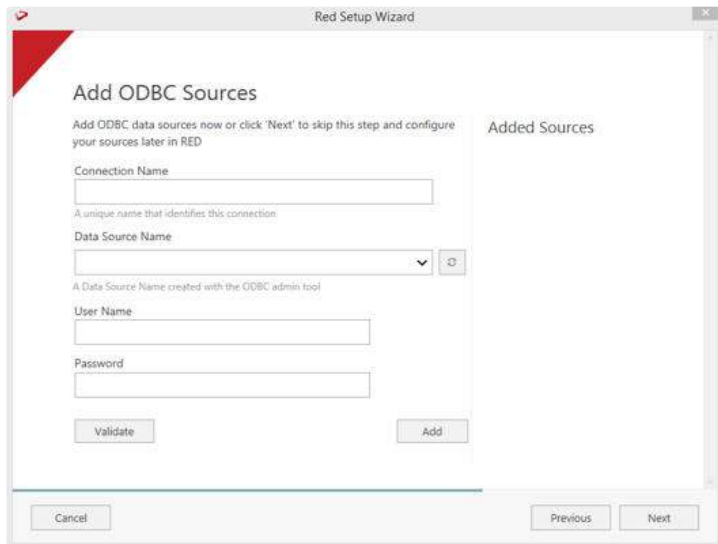 Red Setup Wizard
Add ODBC Sources
Add ODBC data sources now or click 'Next' to skip this step and configure
your sources later in RED
Added Sources
Connection Name
A unique name that identifies this connection
Data Source Name
A Data Source Name created with the ODBC admin tool
User Name
Password
Validate
Add
Cancel
Previous
Next